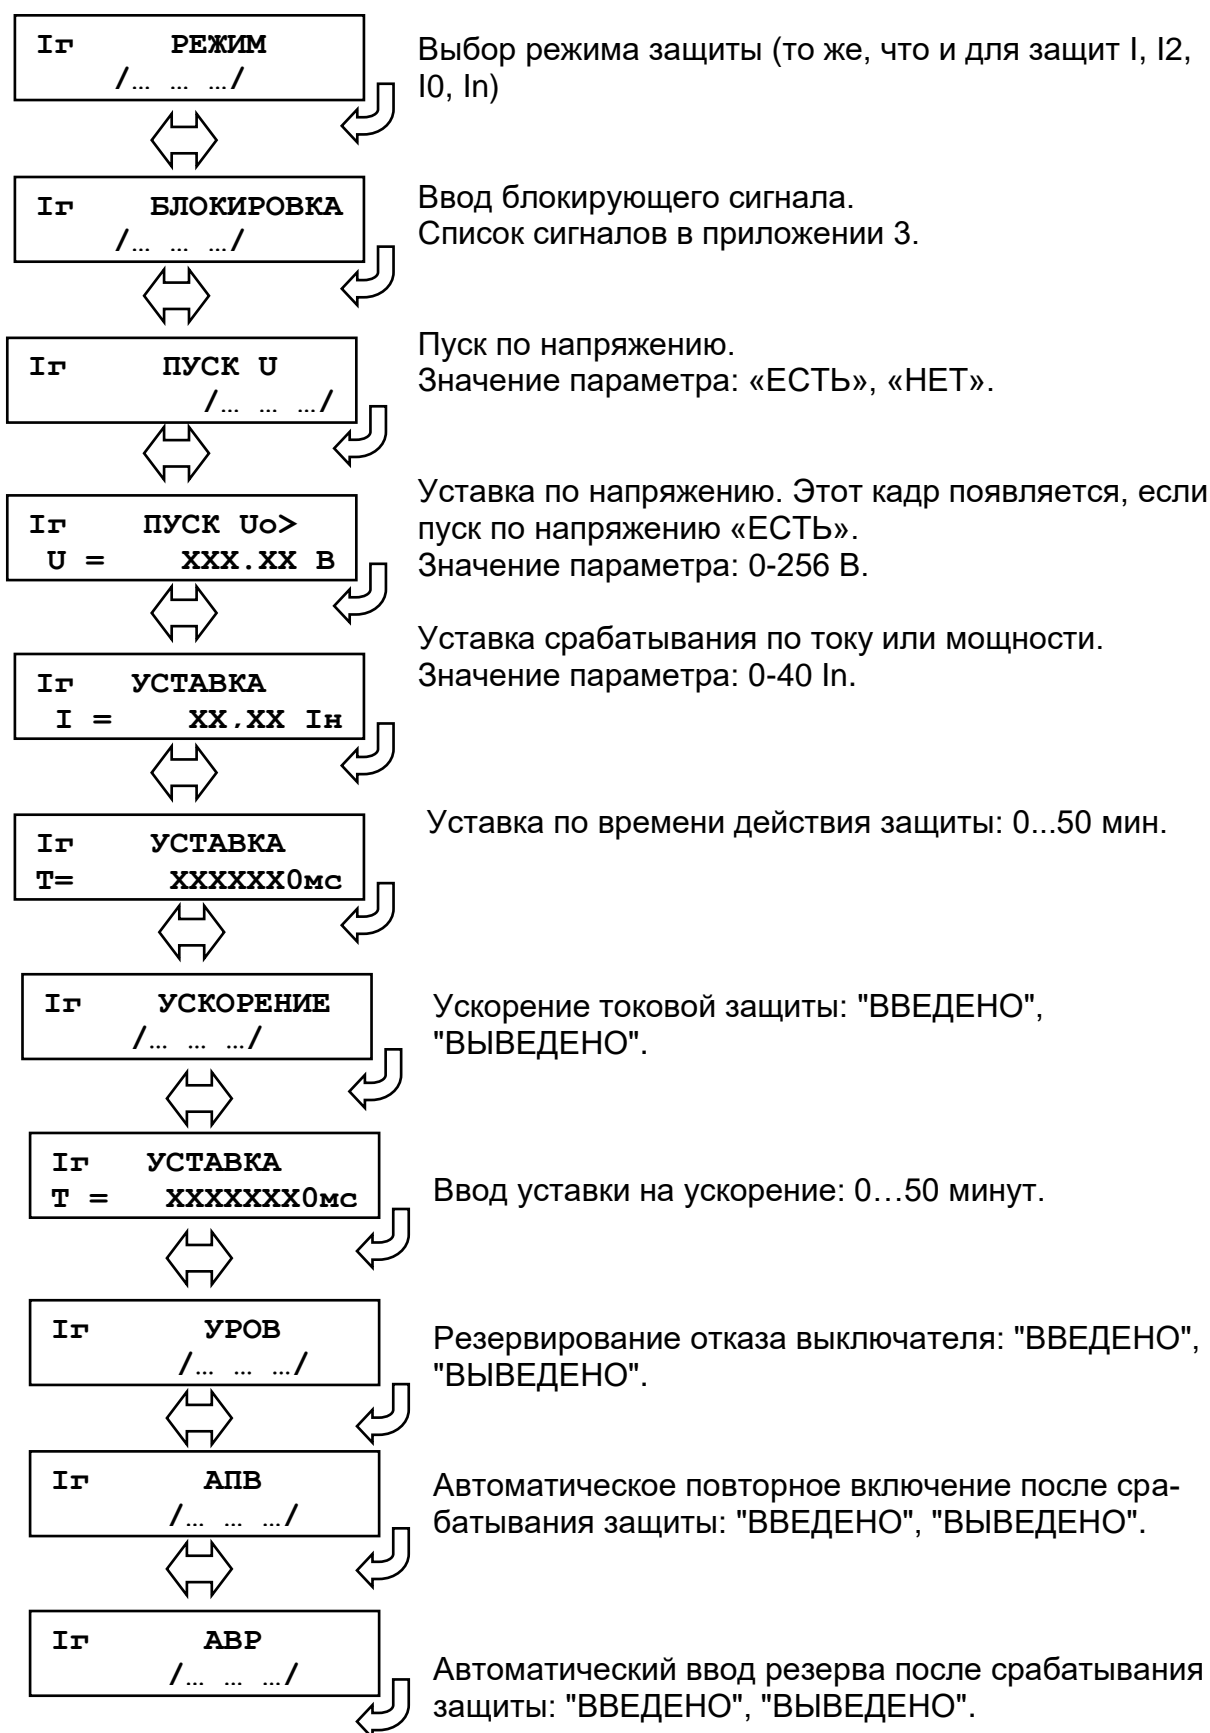 Iг РЕЖИМ
/… … …/
Выбор режима защиты (то же, что и для защит I, I2,
I0, In)
Iг БЛОКИРОВКА
/… … …/
Ввод блокирующего сигнала.
Список сигналов в приложении 3.
Iг ПУСК U
/… … …/
Пуск по напряжению.
Значение параметра: «ЕСТЬ», «НЕТ».
Iг ПУСК Uо>
U = XXX.XX В
Уставка по напряжению. Этот кадр появляется, если
пуск по напряжению «ЕСТЬ».
Значение параметра: 0-256 В.
Iг УСТАВКА
I = XX,XX Iн
Уставка срабатывания по току или мощности.
Значение параметра: 0-40 In.
Iг УСТАВКА
Т= XXXXXX0мс
Уставка по времени действия защиты: 0...50 мин.
Iг УСКОРЕНИЕ
/… … …/
Ускорение токовой защиты: "ВВЕДЕНО",
"ВЫВЕДЕНО".
Iг УСТАВКА
Т = XXXXXXX0мс
Ввод уставки на ускорение: 0…50 минут.
Iг УРОВ
/… … …/
Резервирование отказа выключателя: "ВВЕДЕНО",
"ВЫВЕДЕНО".
Iг АПВ
/… … …/
Автоматическое повторное включение после сра-
батывания защиты: "ВВЕДЕНО", "ВЫВЕДЕНО".
Iг АВР
/… … …/
Автоматический ввод резерва после срабатывания
защиты: "ВВЕДЕНО", "ВЫВЕДЕНО".